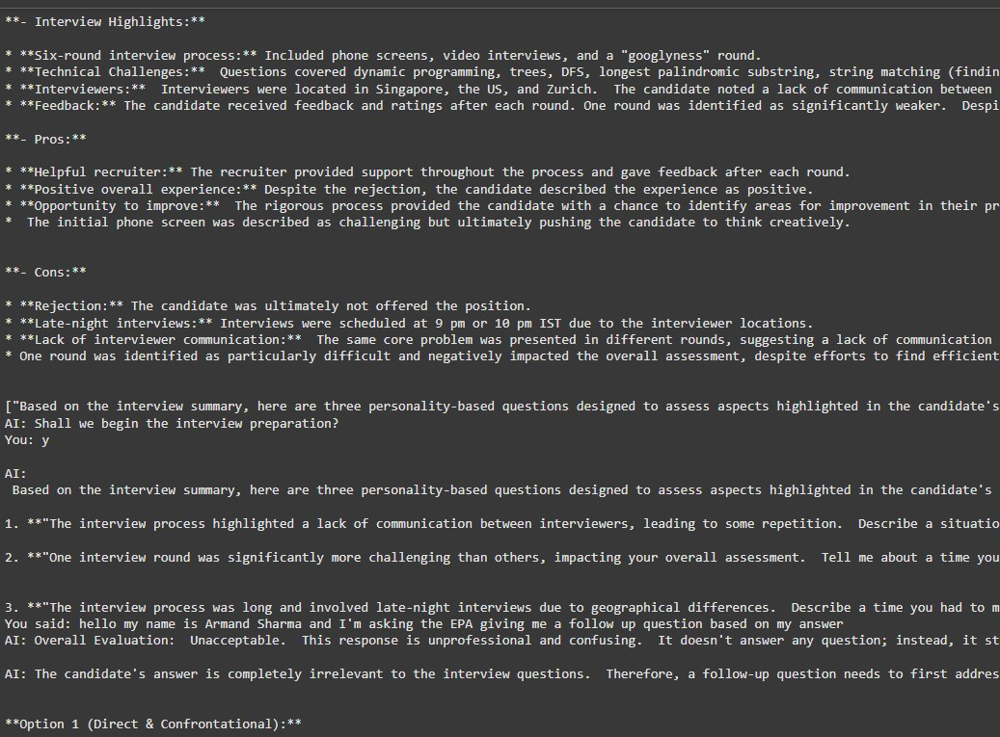 **- Interview Highlights:**
* **Six-round interview process:** Included phone screens, video interviews, and a "googlyness" round.
* **Technical Challenges:**  Questions covered dynamic programming, trees, DFS, longest palindromic substring, string matching (findin
* **Interviewers:**  Interviewers were located in Singapore, the US, and Zurich.  The candidate noted a lack of communication between
* **Feedback:** The candidate received feedback and ratings after each round. One round was identified as significantly weaker.  Despi
**- Pros:**
* **Helpful recruiter:** The recruiter provided support throughout the process and gave feedback after each round.
* **Positive overall experience:** Despite the rejection, the candidate described the experience as positive.
* **Opportunity to improve:**  The rigorous process provided the candidate with a chance to identify areas for improvement in their pr
*  The initial phone screen was described as challenging but ultimately pushing the candidate to think creatively.
**- Cons:**
* **Rejection:** The candidate was ultimately not offered the position.
* **Late-night interviews:** Interviews were scheduled at 9 pm or 10 pm IST due to the interviewer locations.
* **Lack of interviewer communication:**  The same core problem was presented in different rounds, suggesting a lack of communication
* One round was identified as particularly difficult and negatively impacted the overall assessment, despite efforts to find efficient
["Based on the interview summary, here are three personality-based questions designed to assess aspects highlighted in the candidate's
AI: Shall we begin the interview preparation?
You: y
AI:
Based on the interview summary, here are three personality-based questions designed to assess aspects highlighted in the candidate's
1. **"The interview process highlighted a lack of communication between interviewers, leading to some repetition.  Describe a situatio
2. **"One interview round was significantly more challenging than others, impacting your overall assessment.  Tell me about a time you
3. **"The interview process was long and involved late-night interviews due to geographical differences.  Describe a time you had to m
You said: hello my name is Armand Sharma and I'm asking the EPA giving me a follow up question based on my answer
AI: Overall Evaluation:  Unacceptable.  This response is unprofessional and confusing.  It doesn't answer any question; instead, it st
AI: The candidate's answer is completely irrelevant to the interview questions.  Therefore, a follow-up question needs to first addres
**Option 1 (Direct & Confrontational):**